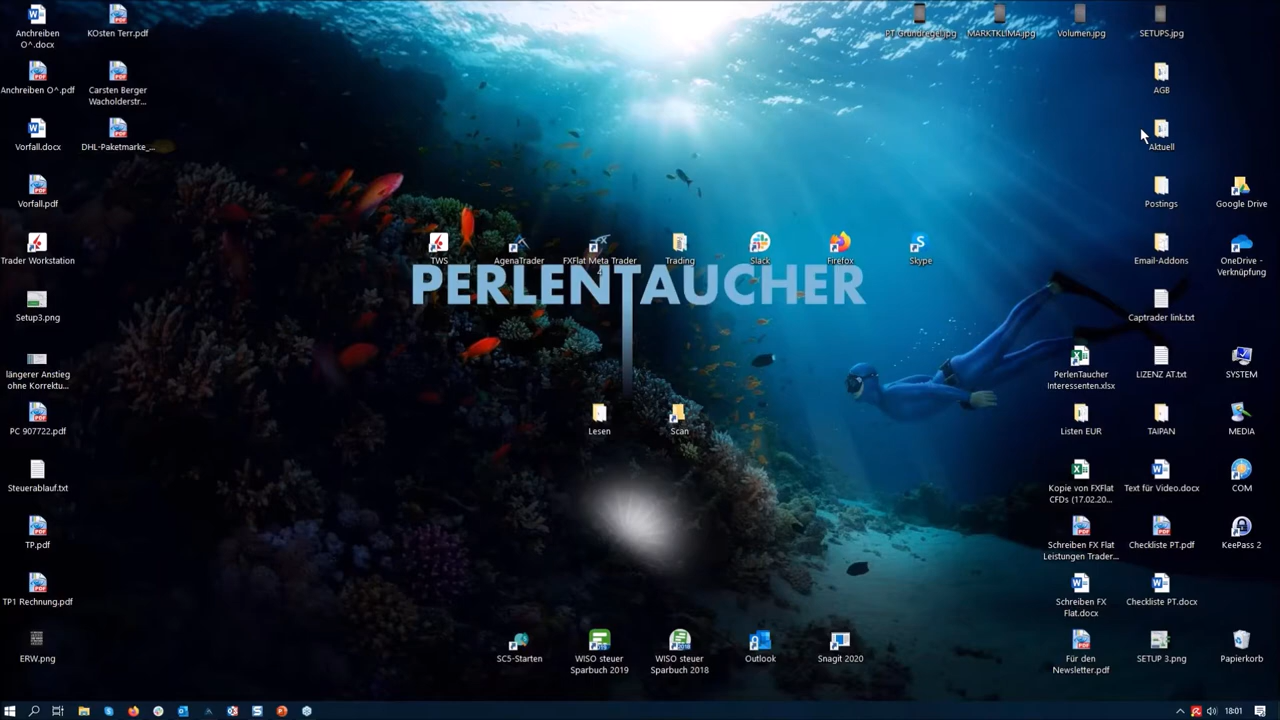 Anchreiben
O^.docx
KOsten Terr.pdf
PT Grundregel.jpg
MARKTKLIMA.jpg
Volumen.jpg
SETUPS.jpg
Anchreiben O^.pdf
Carsten Berger
Wacholderstr...
AGB
Vorfall.docx
DHL-Paketmarke_...
Aktuell
Vorfall.pdf
Postings
Google Drive
Trader Workstation
TWS
AgenaTrader
FXFlat Meta Trader
4
Trading
Slack
Firefox
Skype
Email-Addons
OneDrive -
Verknüpfung
PERLENTAUCHER
Setup3.png
Captrader link.txt
längerer Anstieg
ohne Korrektu...
PerlenTaucher
Interessenten.xlsx
LIZENZ AT.txt
SYSTEM
PC 907722.pdf
Lesen
Scan
Listen EUR
TAIPAN
MEDIA
Steuerablauf.txt
Kopie von FXFlat
CFDs (17.02.20...
Text für Video.docx
COM
TP.pdf
Schreiben FX Flat
Leistungen Trader...
Checkliste PT.pdf
KeePass 2
TP1 Rechnung.pdf
Schreiben FX
Flat.docx
Checkliste PT.docx
ERW.png
SC5-Starten
WISO steuer
Sparbuch 2019
WISO steuer
Sparbuch 2018
Outlook
Snagit 2020
Für den
Newsletter.pdf
SETUP 3.png
Papierkorb
18:01